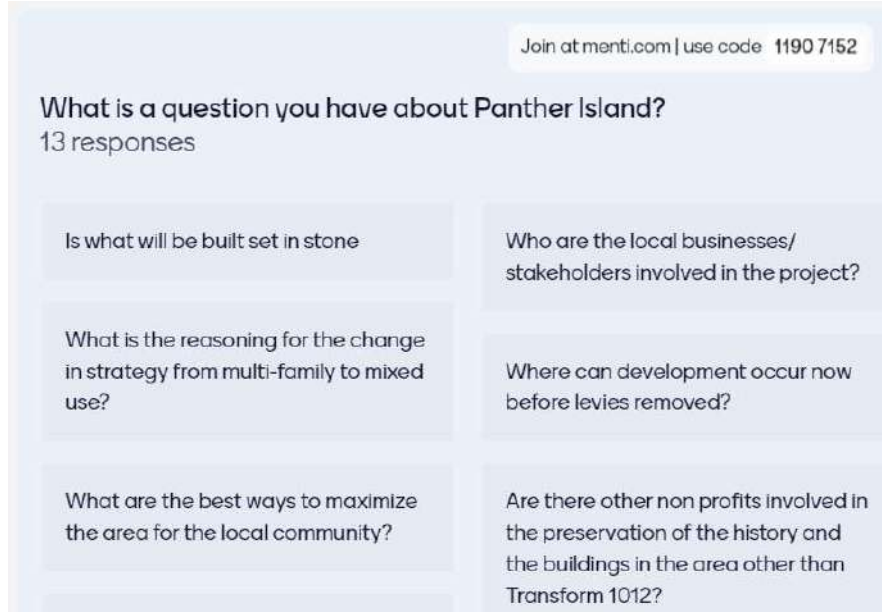 Join at menti.com | use code 1190 7152
What is a question you have about Panther Island?
13 responses
Is what will be built set in stone
What is the reasoning for the change
in strategy from multi-family to mixed
use?
What are the best ways to maximize
the area for the local community?
Who are the local businesses/
stakeholders involved in the project?
Where can development occur now
before levies removed?
Are there other non profits involved in
the preservation of the history and
the buildings in the area other than
Transform 1012?